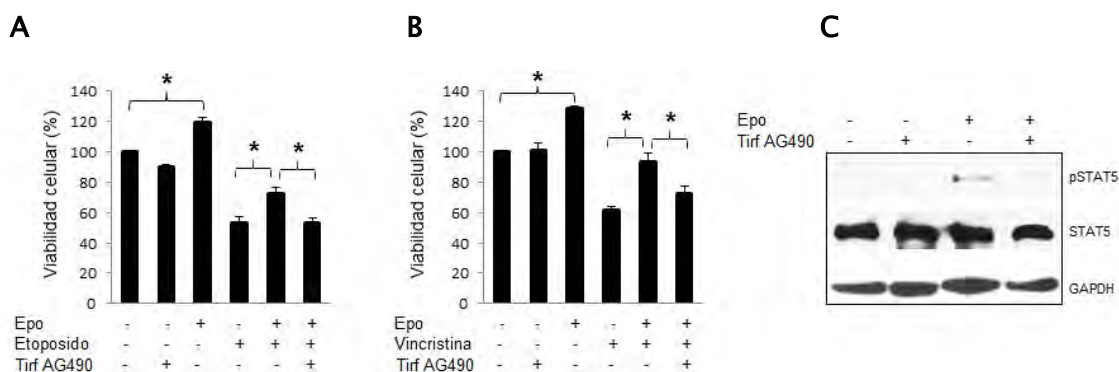 A
B
C
*
*
*
Viabilidad celular (%)
140
120
100
80
60
40
20
0
Epo - - + - + +
Etoposido - - - + + +
Tirf AG490 - + - - - +
*
*
*
Viabilidad celular (%)
140
120
100
80
60
40
20
0
Epo - - + - + +
Vincristina - - - + + +
Tirf AG490 - + - - - +
Epo - - + +
Tirf AG490 - + - +
pSTAT5
STAT5
GAPDH